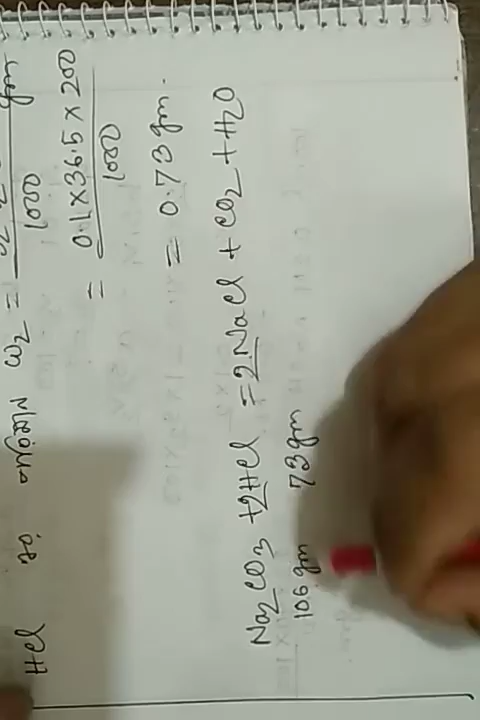 HCl এর w2 = gm
1000
= 0.1×36.5×200
1000
= 0.73 gm.
Na2CO3 + 2HCl = 2NaCl + CO2 + H2O
106 gm 73 gm